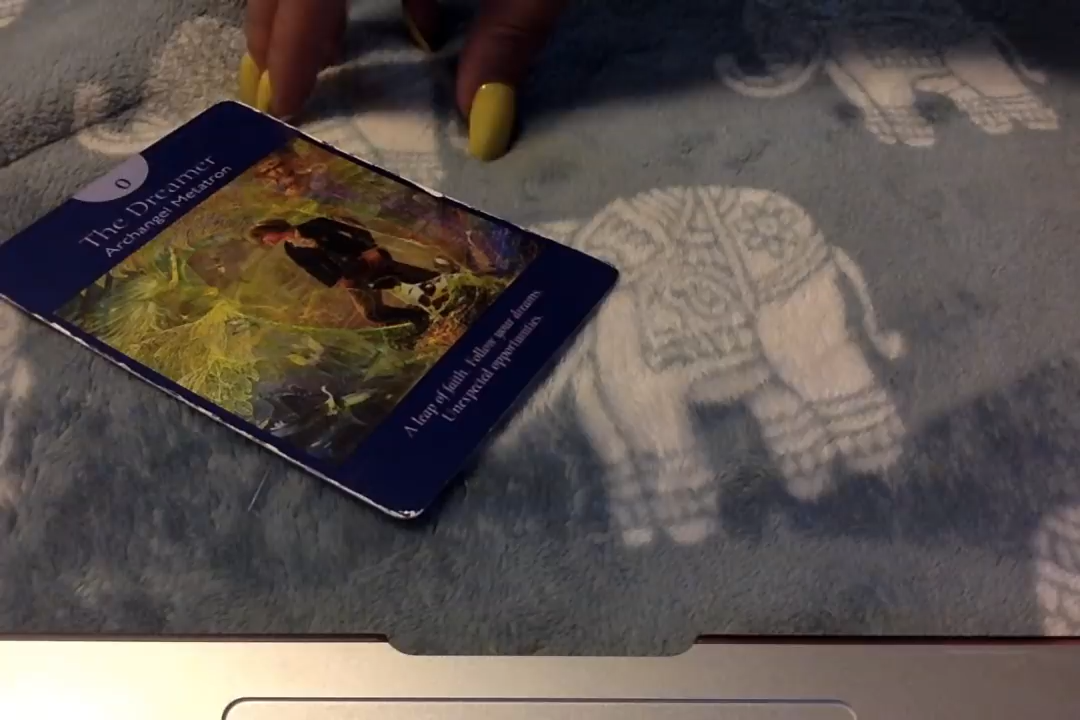 0
The Dreamer
Archangel Metatron
A leap of faith. Follow your dreams.
Unexpected opportunities.